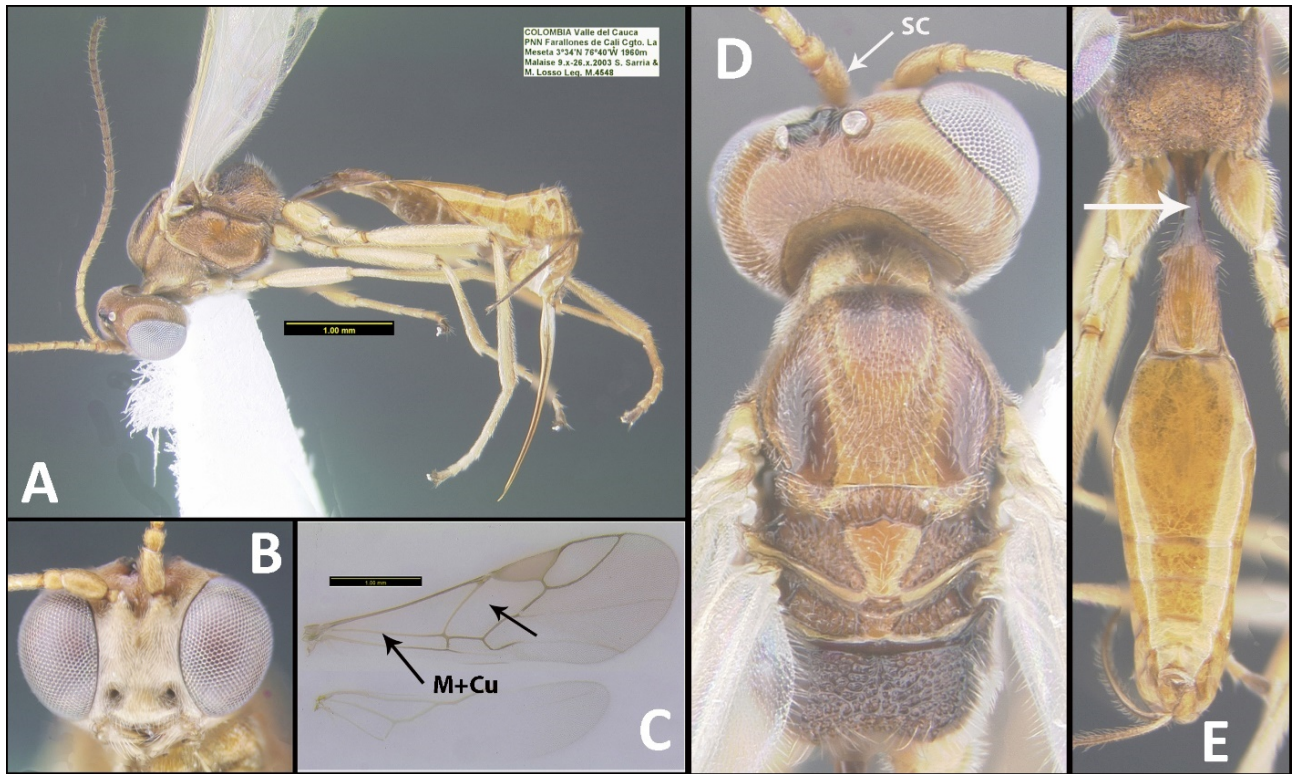 COLOMBIA Valle del Cauca
PNN Farallones de Cali Cgto. La
Meseta 3°34'N 76°40'W 1960m
Malaise 9.x-26.x.2003 S. Sarria &
M. Losso Leg. M.4548
1.00 mm
A
B
1.00 mm
M+Cu
C
D
SC
E